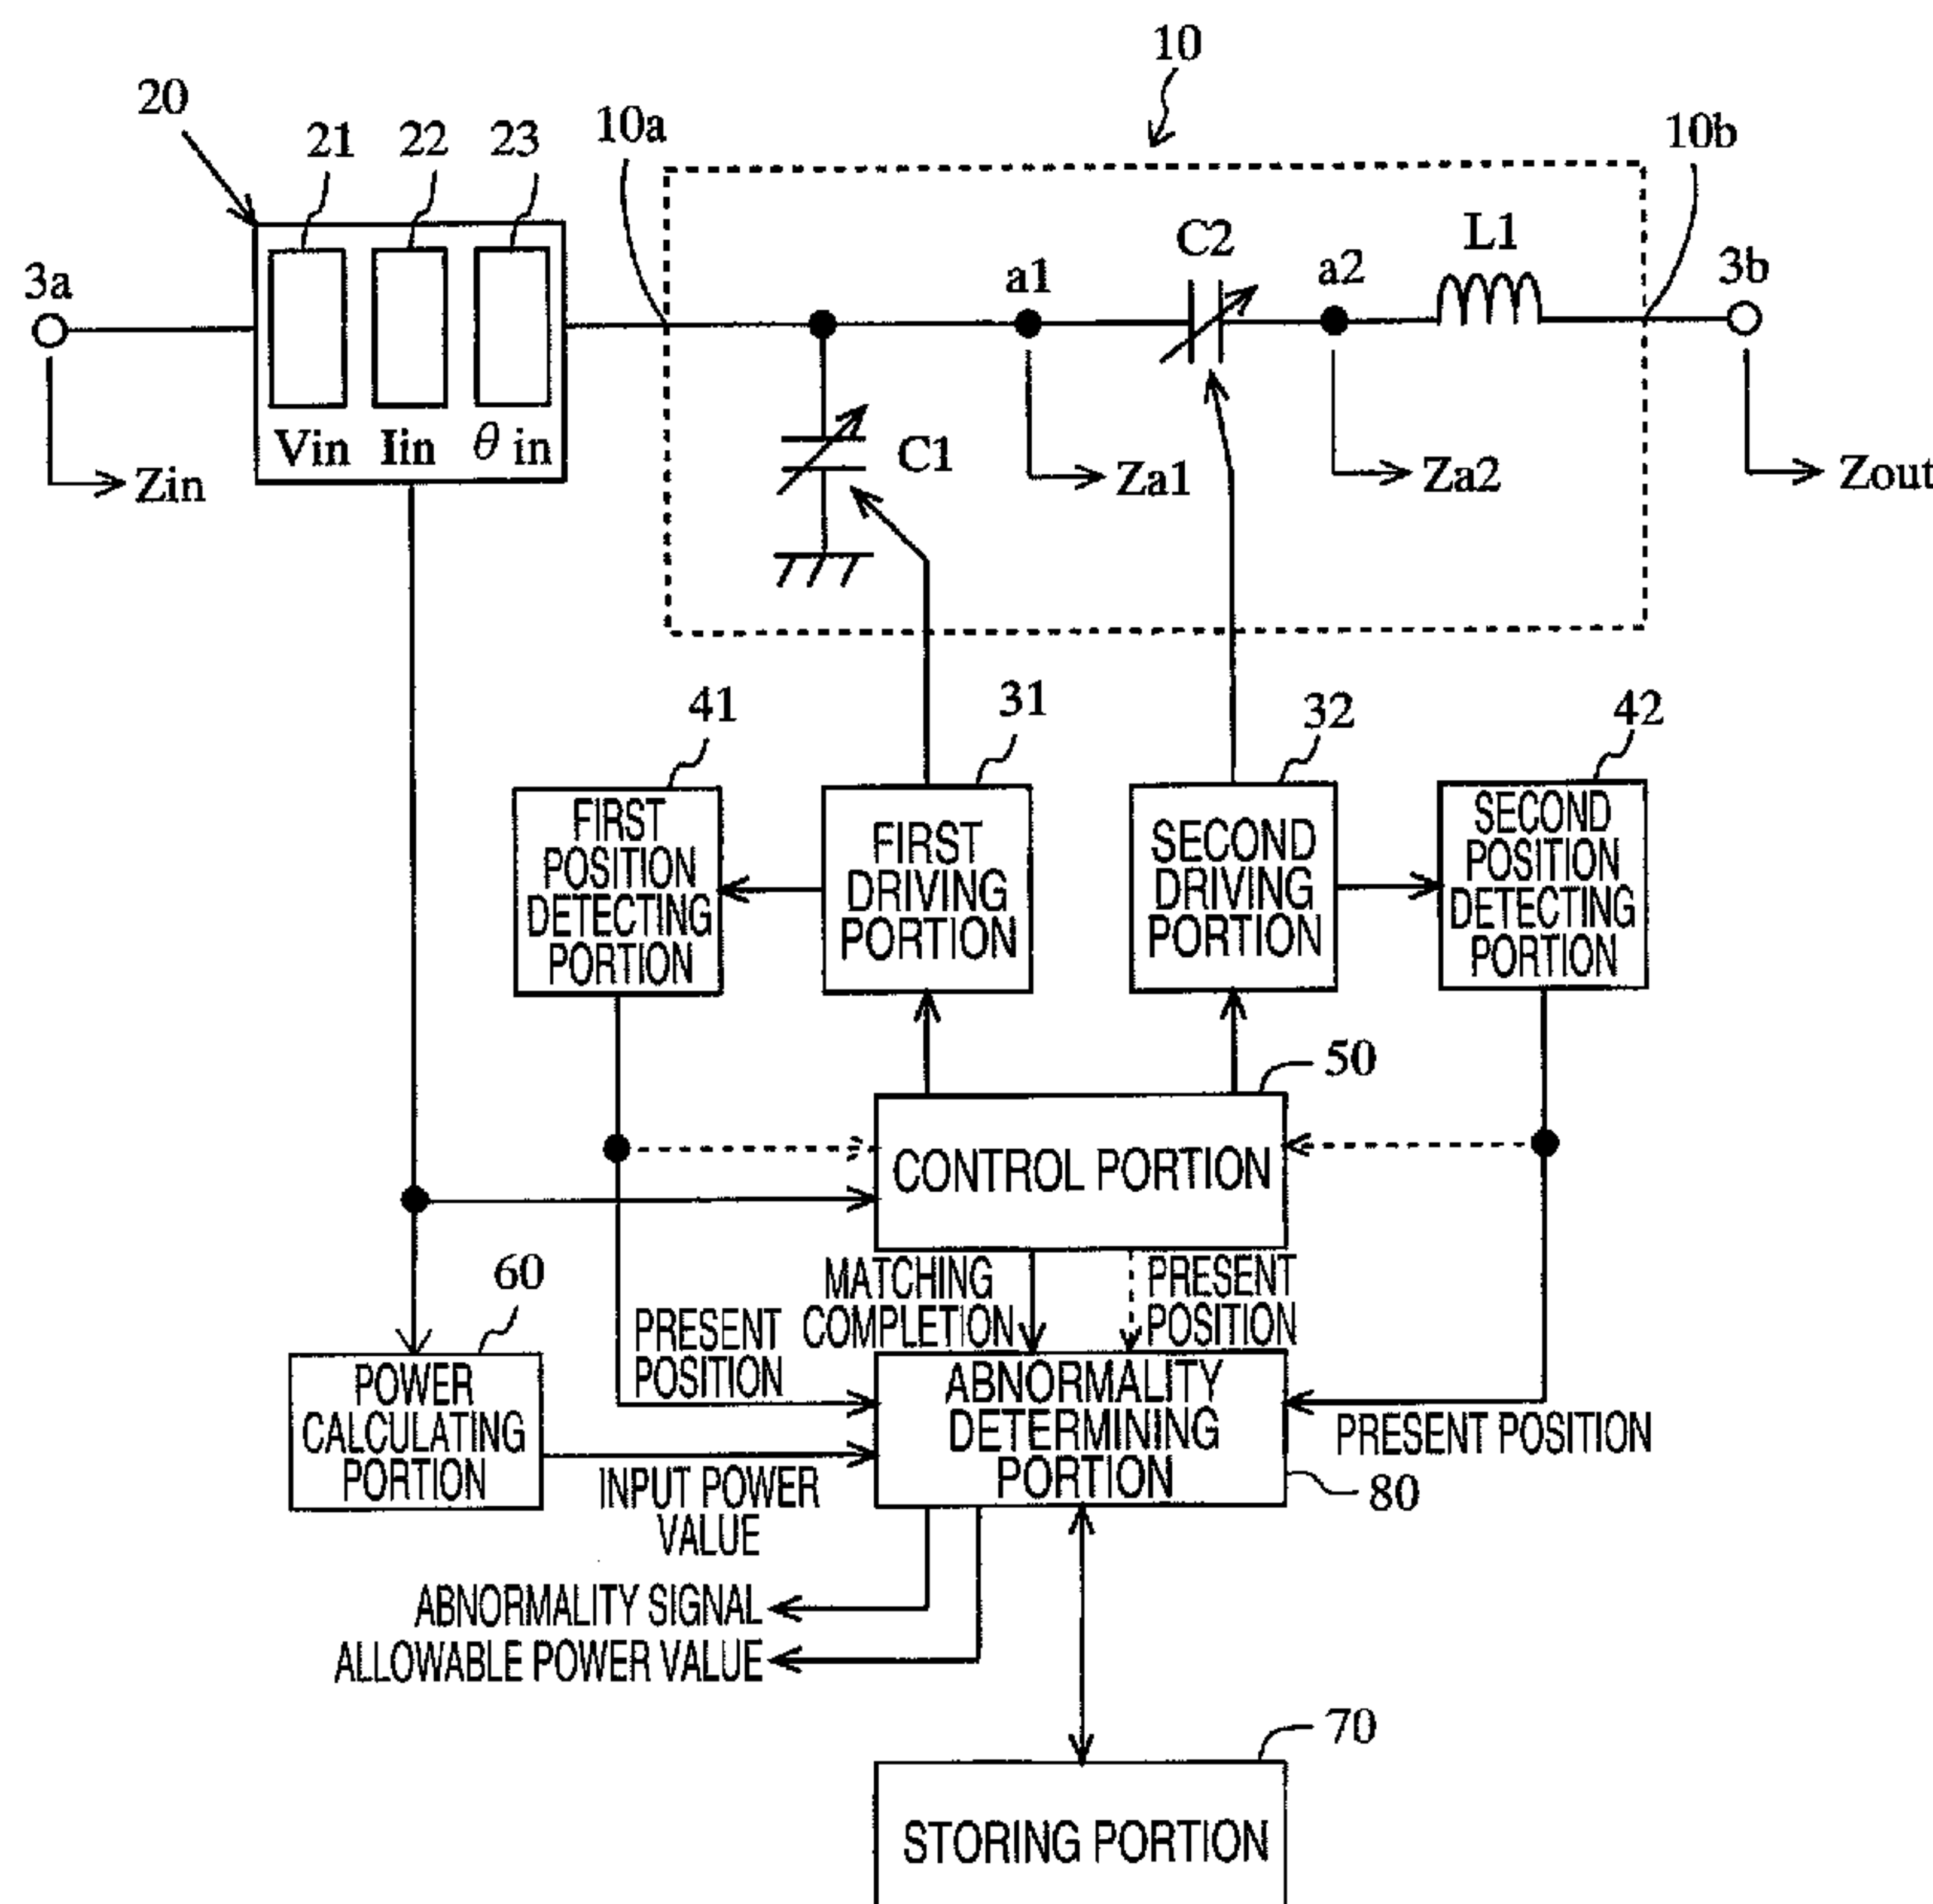 10
20
21
22
23
10a
10b
C2
L1
3a
a1
a2
3b
Vin Iin θ in
C1
Zin
Za1
Za2
Zout
41
31
32
42
FIRST
POSITION
DETECTING
PORTION
FIRST
DRIVING
PORTION
SECOND
DRIVING
PORTION
SECOND
POSITION
DETECTING
PORTION
50
CONTROL PORTION
60
MATCHING
COMPLETION
PRESENT
POSITION
PRESENT
POSITION
POWER
CALCULATING
PORTION
ABNORMALITY
DETERMINING
PORTION
PRESENT POSITION
80
INPUT POWER
VALUE
ABNORMALITY SIGNAL
ALLOWABLE POWER VALUE
70
STORING PORTION